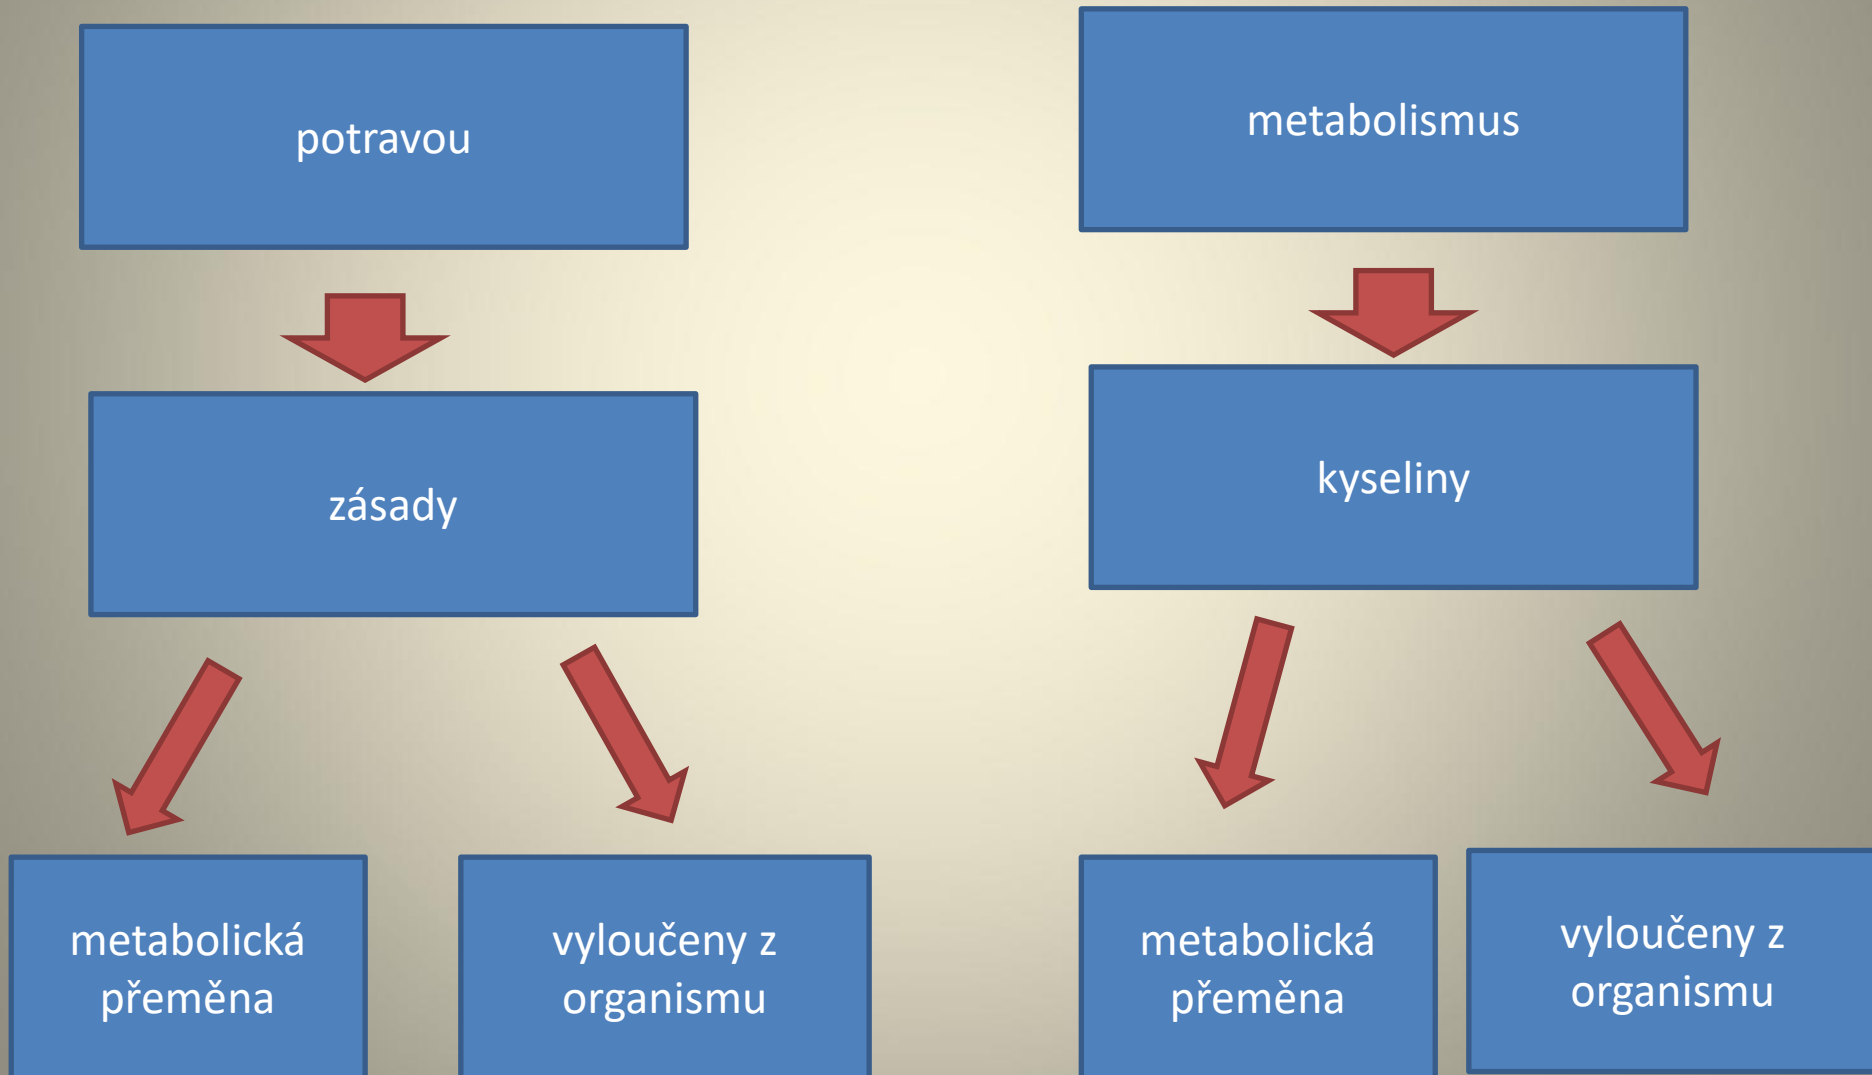 potravou
metabolismus
zásady
kyseliny
metabolická
přeměna
vyloučeny z
organismu
metabolická
přeměna
vyloučeny z
organismu